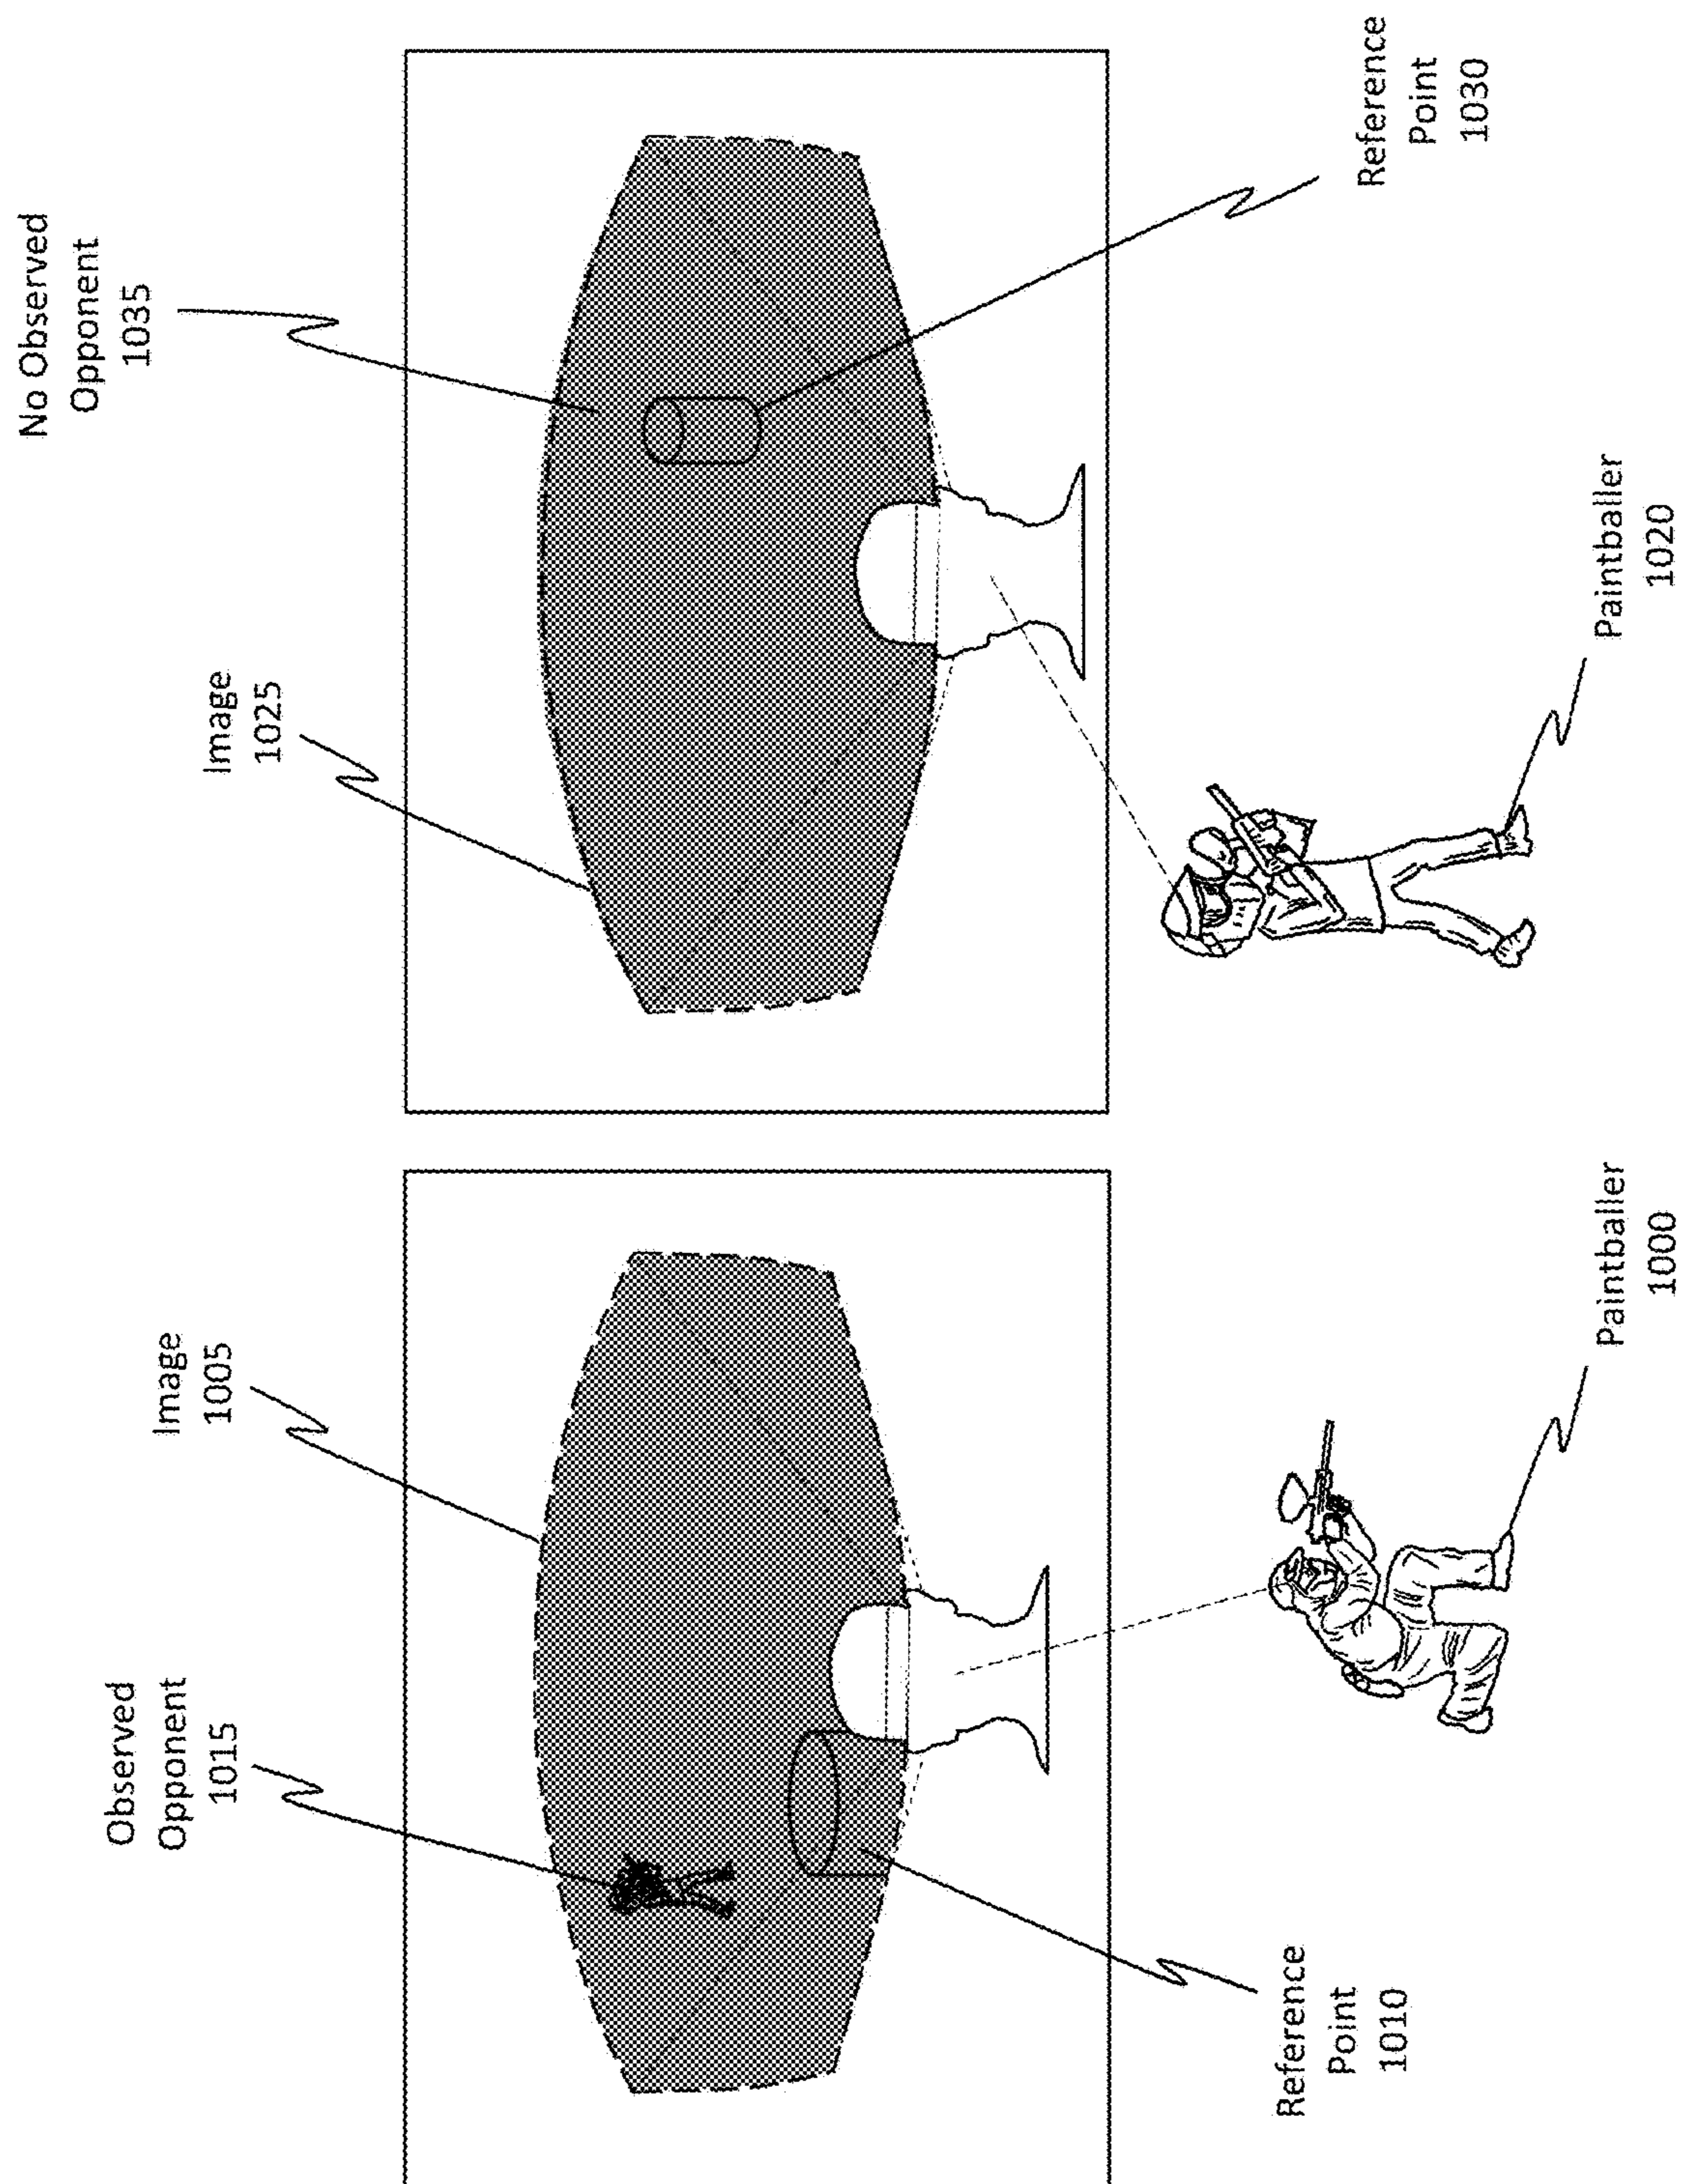 Observed
Opponent
1015
Image
1005
Reference
Point
1010
Paintballer
1000
Image
1025
No Observed
Opponent
1035
Paintballer
1020
Reference
Point
1030